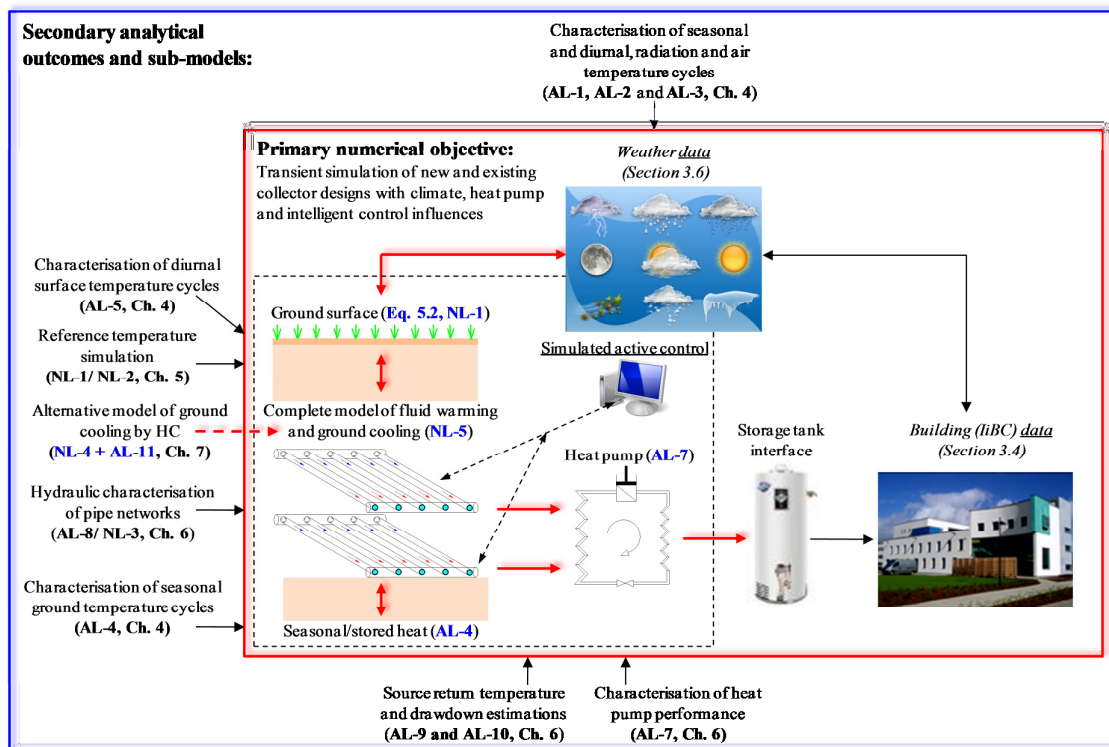 Secondary analytical
outcomes and sub-models:
Characterisation of seasonal
and diurnal, radiation and air
temperature cycles
(AL-1, AL-2 and AL-3, Ch. 4)
Primary numerical objective:
Transient simulation of new and existing
collector designs with climate, heat pump
and intelligent control influences
Weather data
(Section 3.6)
Characterisation of diurnal
surface temperature cycles
(AL-5, Ch. 4)
Reference temperature
simulation
(NL-1/ NL-2, Ch. 5)
Alternative model of ground
cooling by HC
(NL-4 + AL-11, Ch. 7)
Hydraulic characterisation
of pipe networks
(AL-8/ NL-3, Ch. 6)
Characterisation of seasonal
ground temperature cycles
(AL-4, Ch. 4)
Ground surface (Eq. 5.2, NL-1)
Simulated active control
Complete model of fluid warming
and ground cooling (NL-5)
Heat pump (AL-7)
Seasonal/stored heat (AL-4)
Storage tank
interface
Building (IiBC) data
(Section 3.4)
Source return temperature
and drawdown estimations
(AL-9 and AL-10, Ch. 6)
Characterisation of heat
pump performance
(AL-7, Ch. 6)